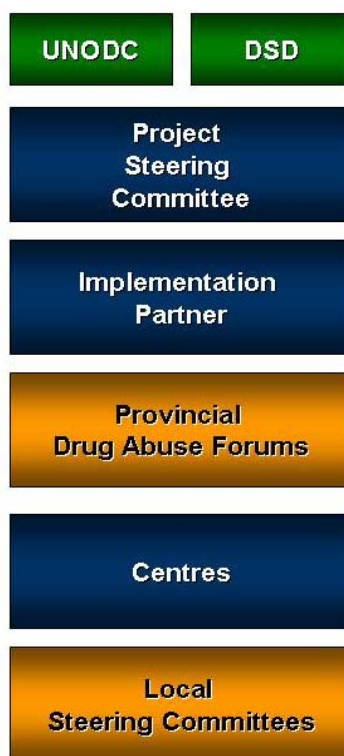 UNODC DSD
Project
Steering
Committee
Implementation
Partner
Provincial
Drug Abuse Forums
Centres
Local
Steering Committees